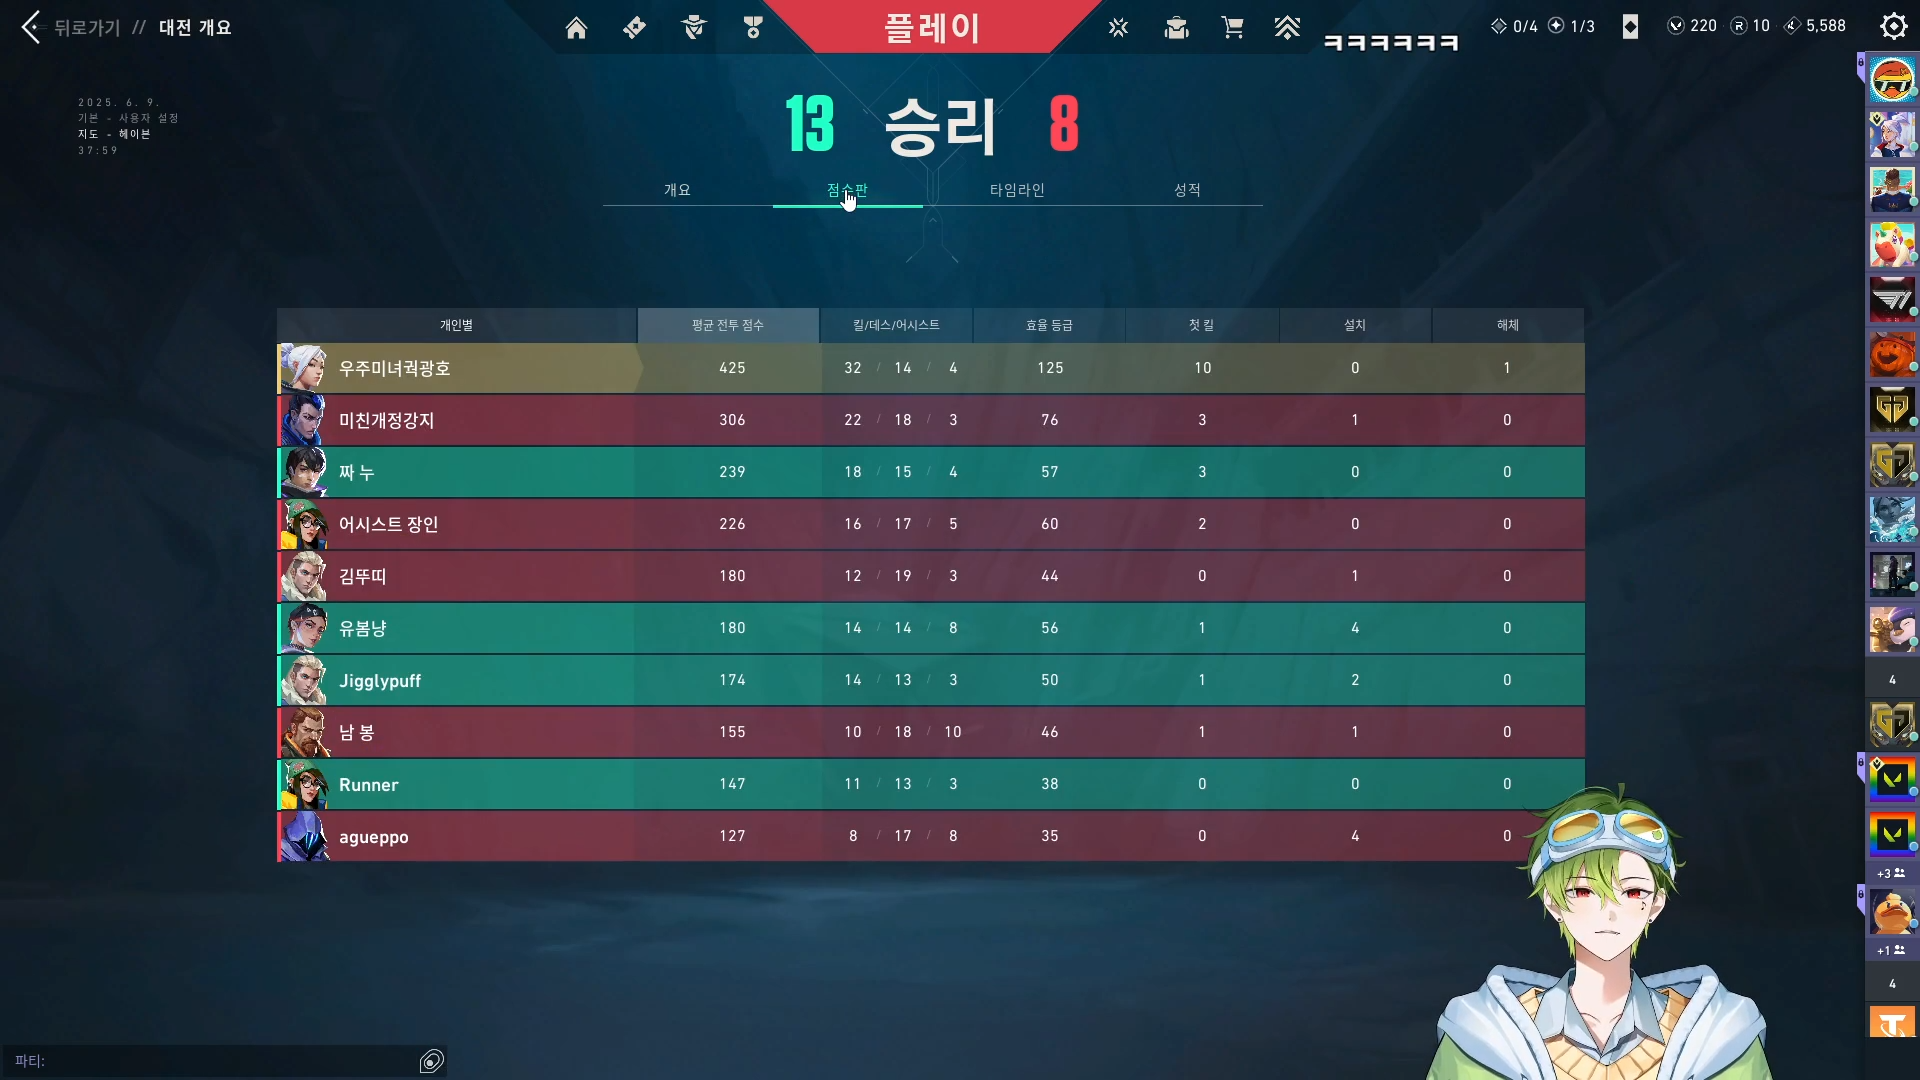 뒤로가기 // 대전 개요
플레이
ㅋㅋㅋㅋㅋㅋ
0/4 1/3 220 10 5,588
2025. 6. 9.
기본 - 사용자 설정
지도 - 헤이븐
37:59
13 승리 8
개요 점수판 타임라인 성적
개인별 평균 전투 점수 킬/데스/어시스트 효율 등급 첫 킬 설치 해체
우주미녀궉광호 425 32 / 14 / 4 125 10 0 1
미친개정강지 306 22 / 18 / 3 76 3 1 0
짜 누 239 18 / 15 / 4 57 3 0 0
어시스트 장인 226 16 / 17 / 5 60 2 0 0
김뚜띠 180 12 / 19 / 3 44 0 1 0
유봄냥 180 14 / 14 / 8 56 1 4 0
Jigglypuff 174 14 / 13 / 3 50 1 2 0
남 봉 155 10 / 18 / 10 46 1 1 0
Runner 147 11 / 13 / 3 38 0 0 0
agueppo 127 8 / 17 / 8 35 0 4 0
4
+3
+1
4
파티: